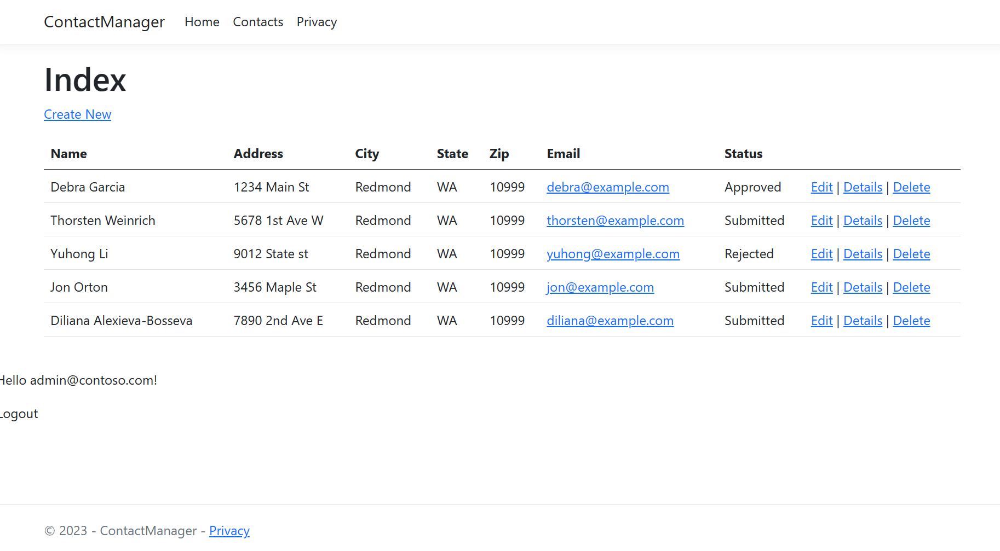 ContactManager Home Contacts Privacy
Index
Create New
Name Address City State Zip Email Status
Debra Garcia 1234 Main St Redmond WA 10999 debra@example.com Approved Edit | Details | Delete
Thorsten Weinrich 5678 1st Ave W Redmond WA 10999 thorsten@example.com Submitted Edit | Details | Delete
Yuhong Li 9012 State st Redmond WA 10999 yuhong@example.com Rejected Edit | Details | Delete
Jon Orton 3456 Maple St Redmond WA 10999 jon@example.com Submitted Edit | Details | Delete
Diliana Alexieva-Bosseva 7890 2nd Ave E Redmond WA 10999 diliana@example.com Submitted Edit | Details | Delete
Hello admin@contoso.com!
Logout
© 2023 - ContactManager - Privacy